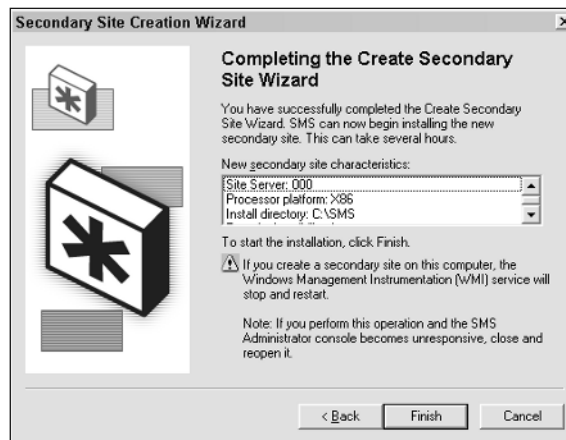 Secondary Site Creation Wizard
Completing the Create Secondary
Site Wizard
You have successfully completed the Create Secondary
Site Wizard. SMS can now begin installing the new
secondary site. This can take several hours.
New secondary site characteristics:
Site Server: 000
Processor platform: X86
Install directory: C:\SMS
To start the installation, click Finish.
If you create a secondary site on this computer, the
Windows Management Instrumentation (WMI) service will
stop and restart.
Note: If you perform this operation and the SMS
Administrator console becomes unresponsive, close and
reopen it.
< Back
Finish
Cancel